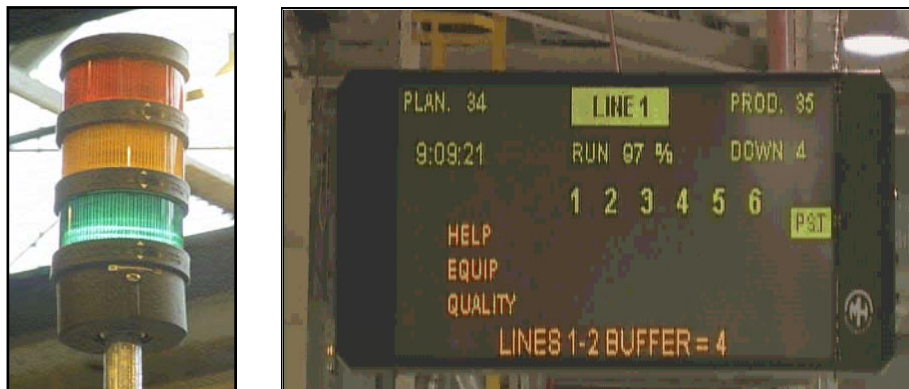 PLAN. 34 LINE 1 PROD. 35
9:09:21 RUN 97 % DOWN 4
1 2 3 4 5 6
PST
HELP
EQUIP
QUALITY
LINES 1-2 BUFFER = 4